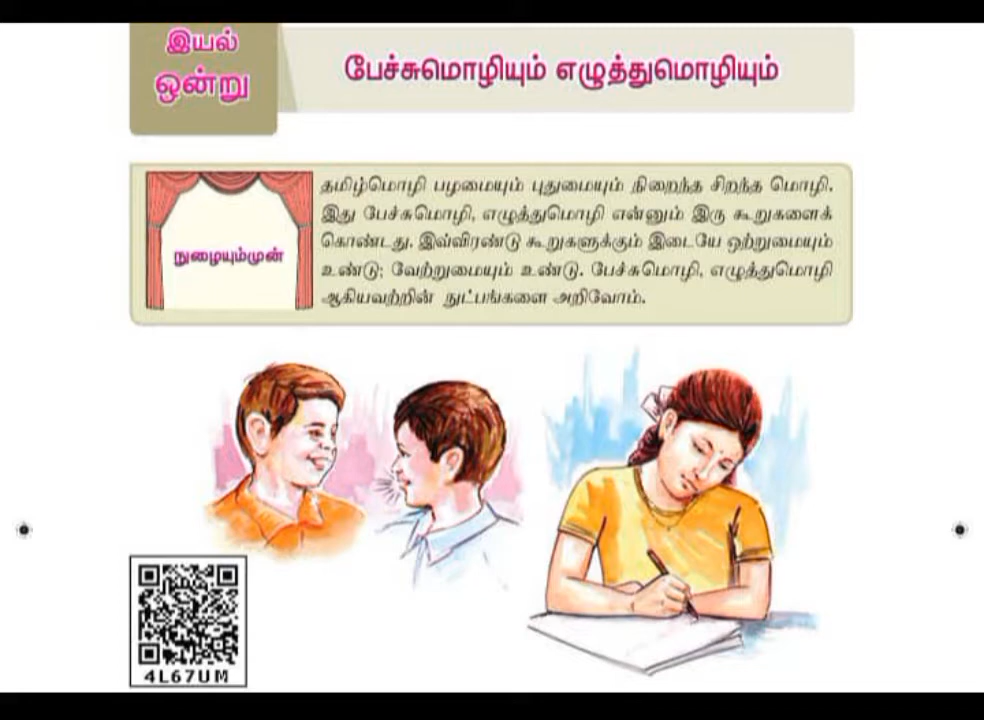 இயல்
ஒன்று
பேச்சுமொழியும் எழுத்துமொழியும்
நுழையும்முன்
தமிழ்மொழி பழமையும் புதுமையும் நிறைந்த சிறந்த மொழி.
இது பேச்சுமொழி, எழுத்துமொழி என்னும் இரு கூறுகளைக்
கொண்டது. இவ்விரண்டு கூறுகளுக்கும் இடையே ஒற்றுமையும்
உண்டு; வேற்றுமையும் உண்டு. பேச்சுமொழி, எழுத்துமொழி
ஆகியவற்றின் நுட்பங்களை அறிவோம்.
4L67UM